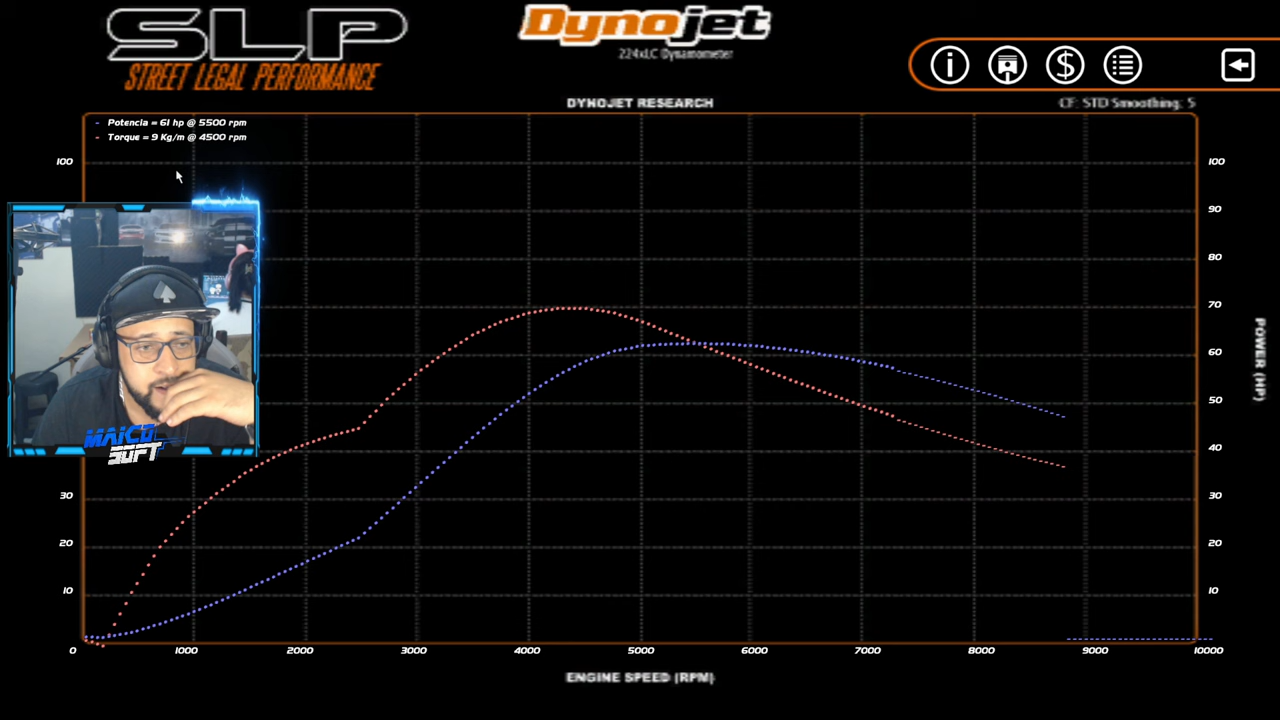 SLP
STREET LEGAL PERFORMANCE
Dynojet
224xLC Dynamometer
i
$
DYNOJET RESEARCH
CF: STD Smoothing: 5
- Potencia = 61 hp @ 5500 rpm
- Torque = 9 Kg/m @ 4500 rpm
100
30
20
10
100
90
80
70
60
50
40
30
20
10
POWER (HP)
0
1000
2000
3000
4000
5000
6000
7000
8000
9000
10000
ENGINE SPEED (RPM)
MAICO
SOFT